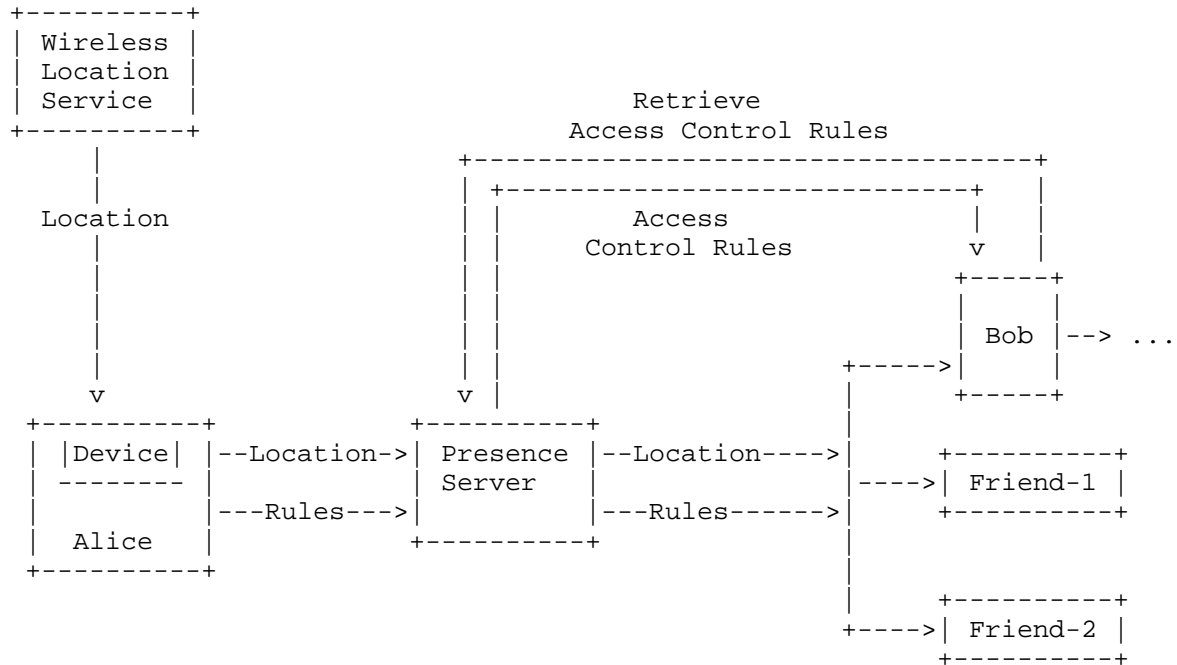 Wireless
Location
Service
Retrieve
Access Control Rules
Location
Access
Control Rules
Bob --> ...
|Device| --Location-> Presence --Location---->
-------- Server Friend-1
---Rules---> ---Rules------>
Alice
Friend-2